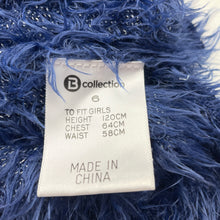 B collection
6
TO FIT GIRLS
HEIGHT 120CM
CHEST 64CM
WAIST 58CM
MADE IN
CHINA